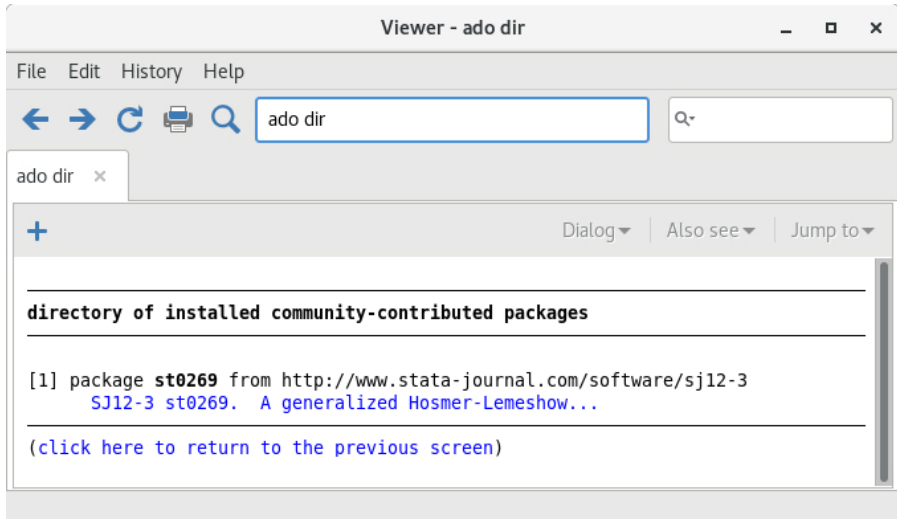 Viewer - ado dir
File Edit History Help
ado dir
ado dir
Dialog Also see Jump to
directory of installed community-contributed packages
[1] package st0269 from http://www.stata-journal.com/software/sj12-3
SJ12-3 st0269. A generalized Hosmer-Lemeshow...
(click here to return to the previous screen)